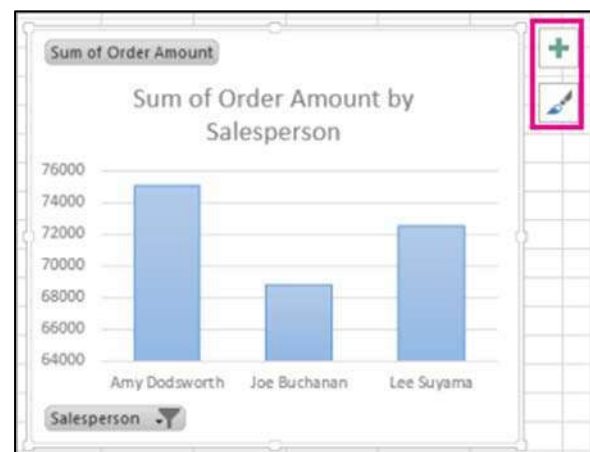 Sum of Order Amount
Sum of Order Amount by
Salesperson
76000
74000
72000
70000
68000
66000
64000
Amy Dodsworth Joe Buchanan Lee Suyama
Salesperson